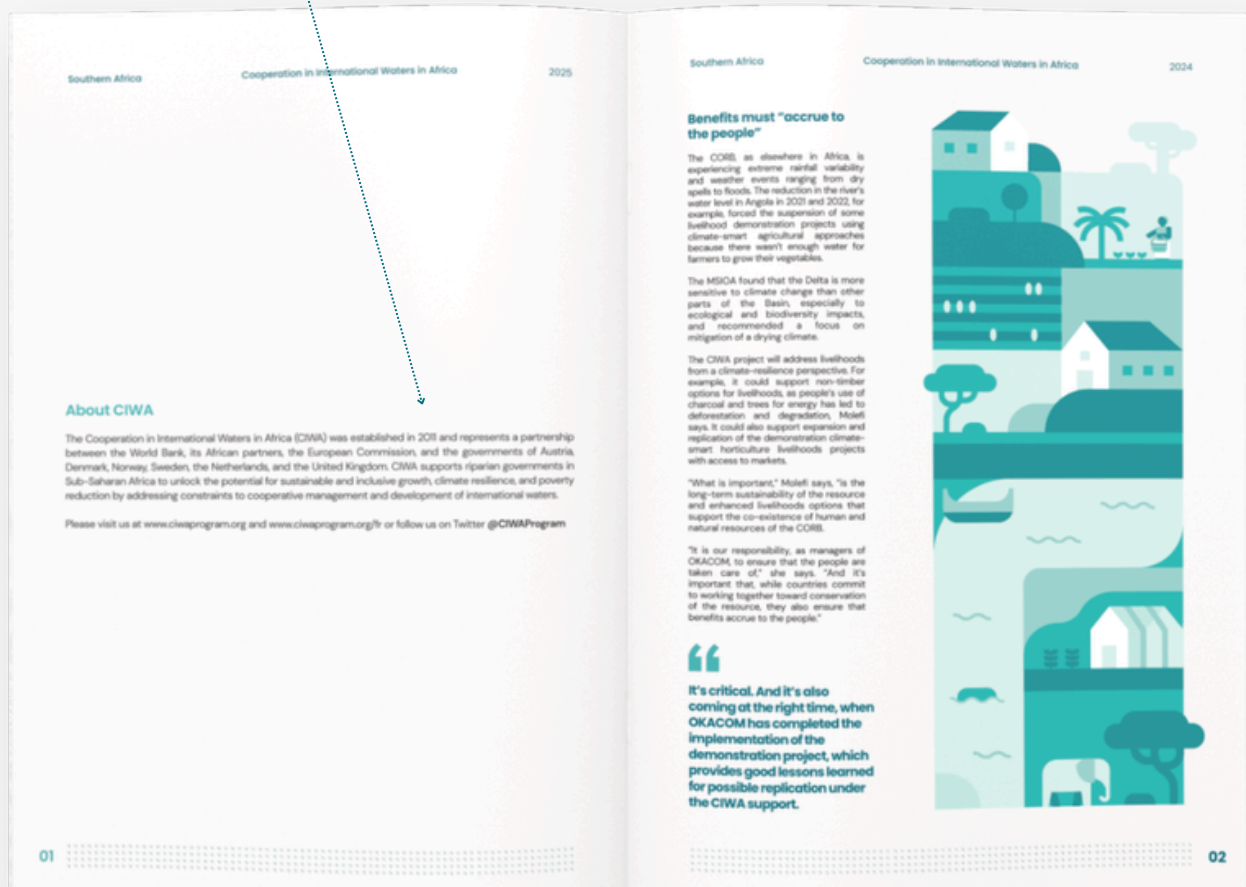 Southern Africa
Cooperation in International Waters in Africa
2025
About CIWA
The Cooperation in International Waters in Africa (CIWA) was established in 2011 and represents a partnership
between the World Bank, its African partners, the European Commission, and the governments of Austria,
Denmark, Norway, Sweden, the Netherlands, and the United Kingdom. CIWA supports riparian governments in
Sub-Saharan Africa to unlock the potential for sustainable and inclusive growth, climate resilience, and poverty
reduction by addressing constraints to cooperative management and development of international waters.
Please visit us at www.ciwaprogram.org and www.ciwaprogram.org/fr or follow us on Twitter @CIWAProgram
01
Southern Africa
Cooperation in International Waters in Africa
2024
Benefits must “accrue to
the people”
The CORB, as elsewhere in Africa, is
experiencing extreme rainfall variability
and weather events ranging from dry
spells to floods. The reduction in the river's
water level in Angola in 2021 and 2022, for
example, forced the suspension of some
livelihood demonstration projects using
climate-smart agricultural approaches
because there wasn't enough water for
farmers to grow their vegetables.
The MSIOA found that the Delta is more
sensitive to climate change than other
parts of the Basin, especially to
ecological and biodiversity impacts,
and recommended a focus on
mitigation of a drying climate.
The CIWA project will address livelihoods
from a climate-resilience perspective. For
example, it could support non-timber
options for livelihoods, as people's use of
charcoal and trees for energy has led to
deforestation and degradation, Molefi
says. It could also support expansion and
replication of the demonstration climate-
smart horticulture livelihoods projects
with access to markets.
"What is important," Molefi says, "is the
long-term sustainability of the resource
and enhanced livelihoods options that
support the co-existence of human and
natural resources of the CORB.
"It is our responsibility, as managers of
OKACOM, to ensure that the people are
taken care of," she says. "And it's
important that, while countries commit
to working together toward conservation
of the resource, they also ensure that
benefits accrue to the people."
“
It's critical. And it's also
coming at the right time, when
OKACOM has completed the
implementation of the
demonstration project, which
provides good lessons learned
for possible replication under
the CIWA support.
02